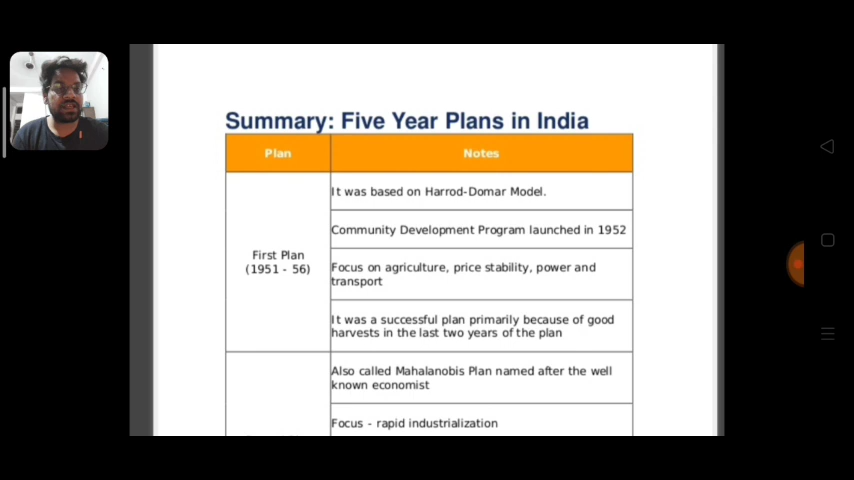 Summary: Five Year Plans in India
Plan
Notes
First Plan
(1951 - 56)
It was based on Harrod-Domar Model.
Community Development Program launched in 1952
Focus on agriculture, price stability, power and
transport
It was a successful plan primarily because of good
harvests in the last two years of the plan
Also called Mahalanobis Plan named after the well
known economist
Focus - rapid industrialization